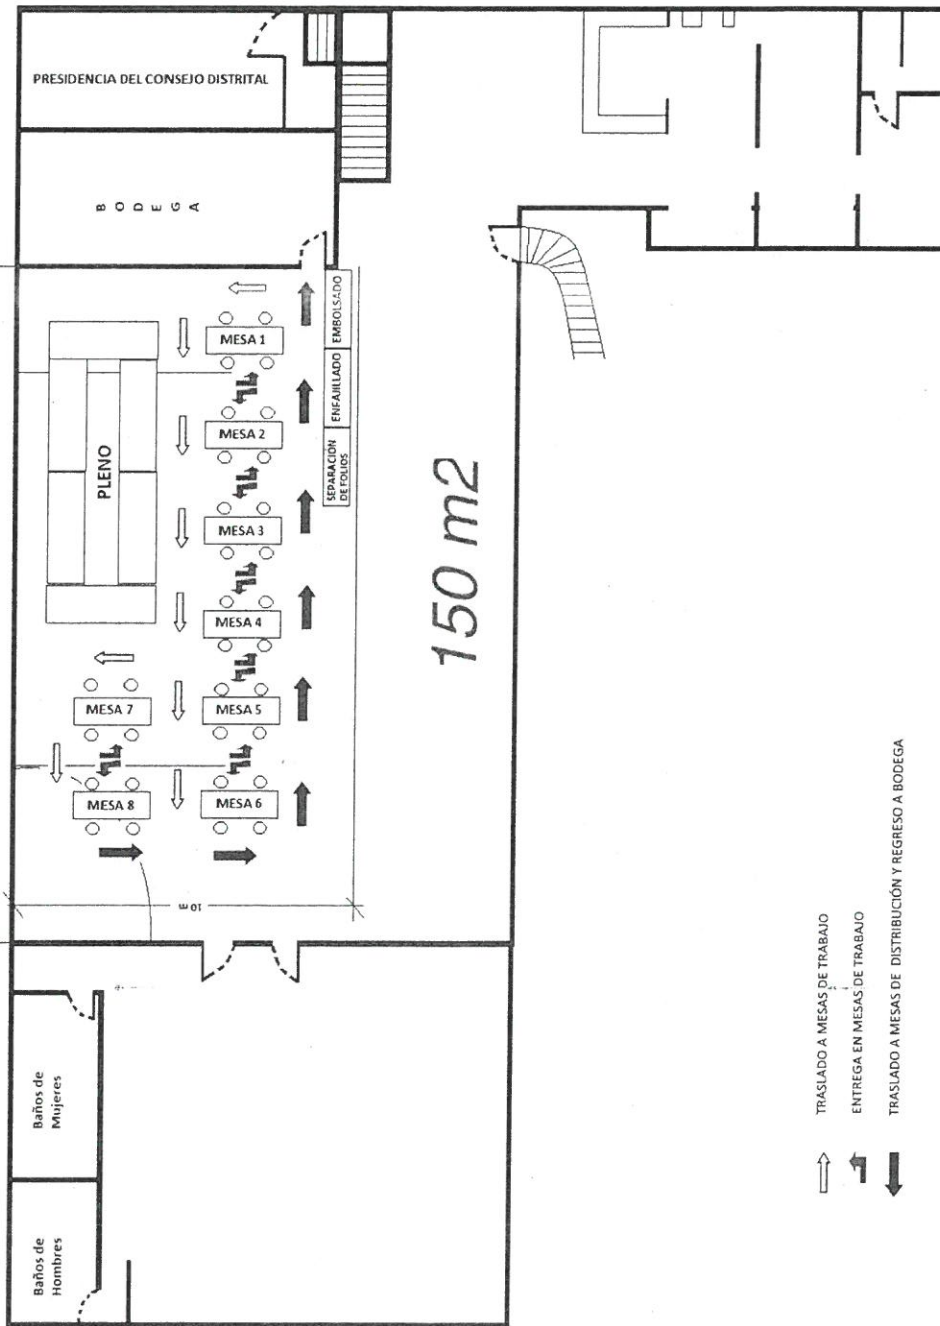 PRESIDENCIA DEL CONSEJO DISTRITAL
BODEGA
MESA 1
MESA 2
MESA 3
MESA 4
MESA 5
MESA 6
MESA 7
MESA 8
PLENO
EMBOLSADO
ENFAJILLADO
SEPARACION
DE FOLIOS
150 m2
10 m
Baños de
Mujeres
Baños de
Hombres
TRASLADO A MESAS DE TRABAJO
ENTREGA EN MESAS DE TRABAJO
TRASLADO A MESAS DE DISTRIBUCIÓN Y REGRESO A BODEGA